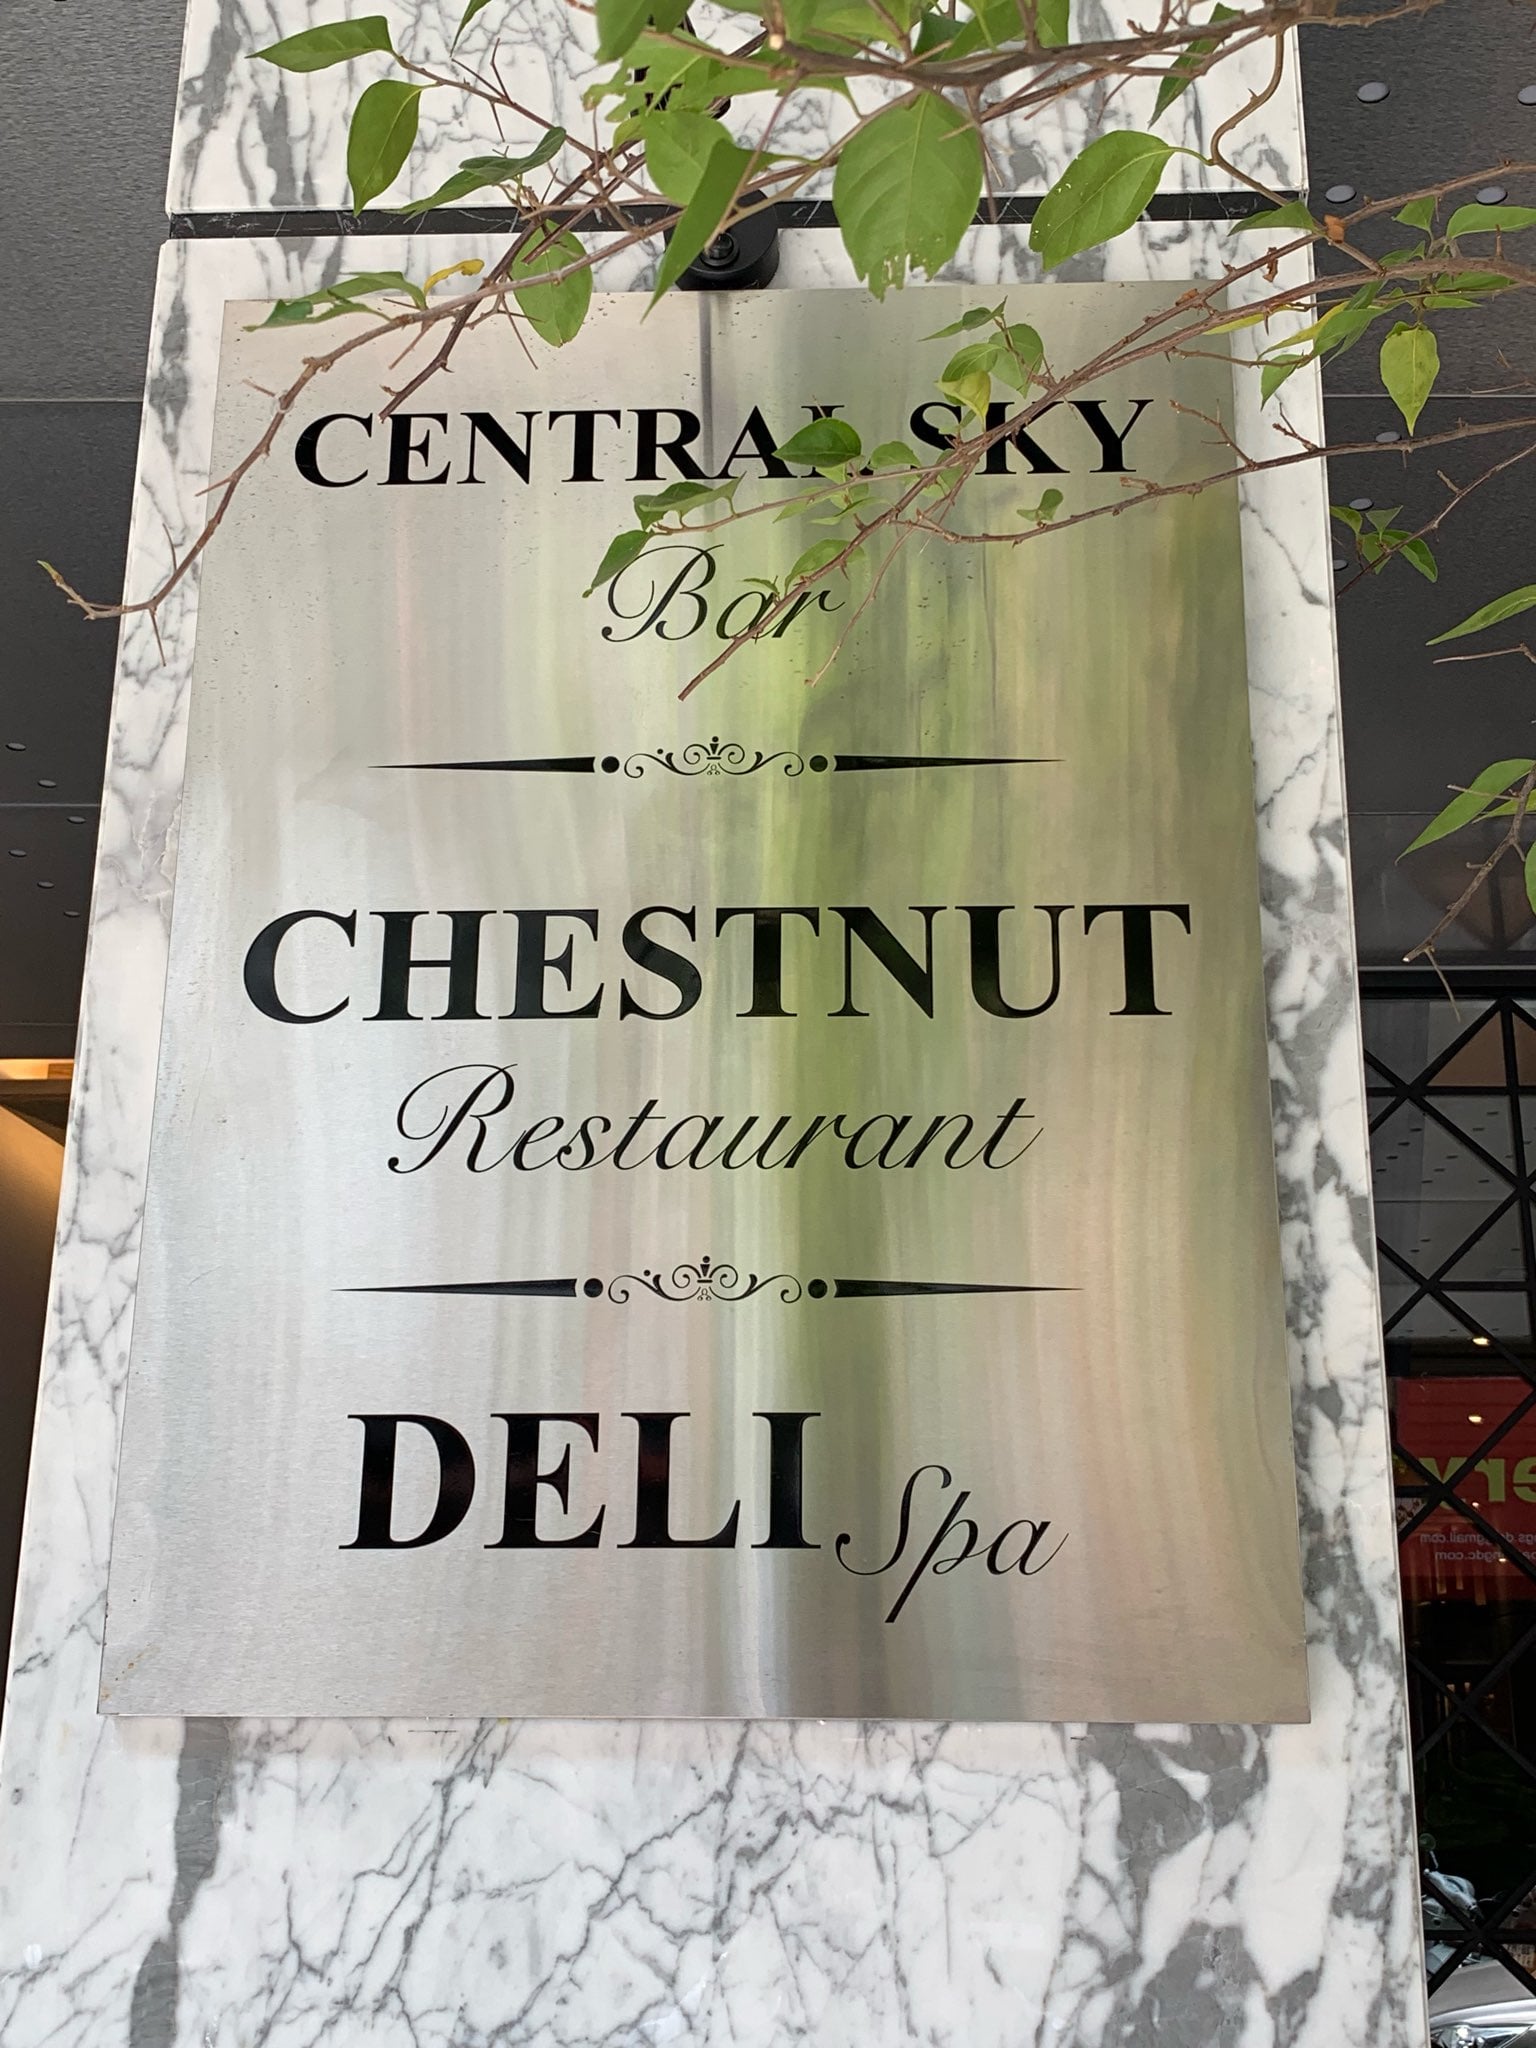 CENTRAL SKY
Bar
CHESTNUT
Restaurant
DELI Spa